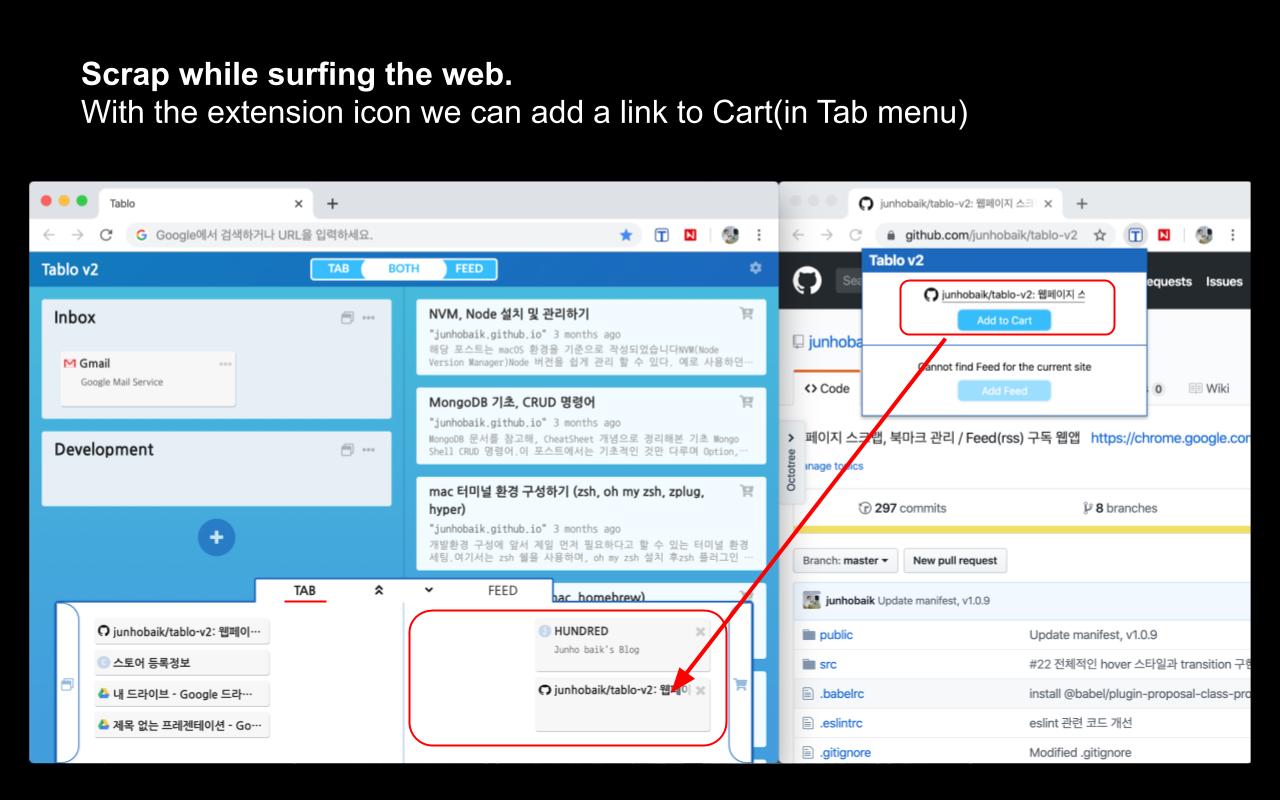 Scrap while surfing the web.
With the extension icon we can add a link to Cart(in Tab menu)
Tablo
Google에서 검색하거나 URL을 입력하세요.
Tablo v2
TAB BOTH FEED
Inbox
Gmail
Google Mail Service
Development
NVM, Node 설치 및 관리하기
"junhobaik.github.io" 3 months ago
해당 포스트는 macOS 환경을 기준으로 작성되었습니다NVM(Node
Version Manager)Node 버전을 쉽게 관리 할 수 있다. 예로 사용하던…
MongoDB 기초, CRUD 명령어
"junhobaik.github.io" 3 months ago
MongoDB 문서를 참고해, CheatSheet 개념으로 정리해본 기초 Mongo
Shell CRUD 명령어.이 포스트에서는 기초적인 것만 다루며 Option,…
mac 터미널 환경 구성하기 (zsh, oh my zsh, zplug,
hyper)
"junhobaik.github.io" 3 months ago
개발환경 구성에 앞서 제일 먼저 필요하다고 할 수 있는 터미널 환경
세팅.여기서는 zsh 쉘을 사용하며, oh my zsh 설치 후zsh 플러그인 …
mac, homebrew)
TAB FEED
junhobaik/tablo-v2: 웹페이…
스토어 등록정보
내 드라이브 - Google 드라…
제목 없는 프레젠테이션 - Go…
HUNDRED
Junho baik's Blog
junhobaik/tablo-v2: 웹페이
junhobaik/tablo-v2: 웹페이지 스크
github.com/junhobaik/tablo-v2
Tablo v2
junhobaik/tablo-v2: 웹페이지 스
Add to Cart
Cannot find Feed for the current site
Add Feed
Sea
equests Issues
junhoba
Code
0 Wiki
페이지 스크랩, 북마크 관리 / Feed(rss) 구독 웹앱 https://chrome.google.cor
anage topics
Octotree
297 commits 8 branches
Branch: master New pull request
junhobaik Update manifest, v1.0.9
public Update manifest, v1.0.9
src #22 전체적인 hover 스타일과 transition 구현
.babelrc install @babel/plugin-proposal-class-pro
.eslintrc eslint 관련 코드 개선
.gitignore Modified .gitignore